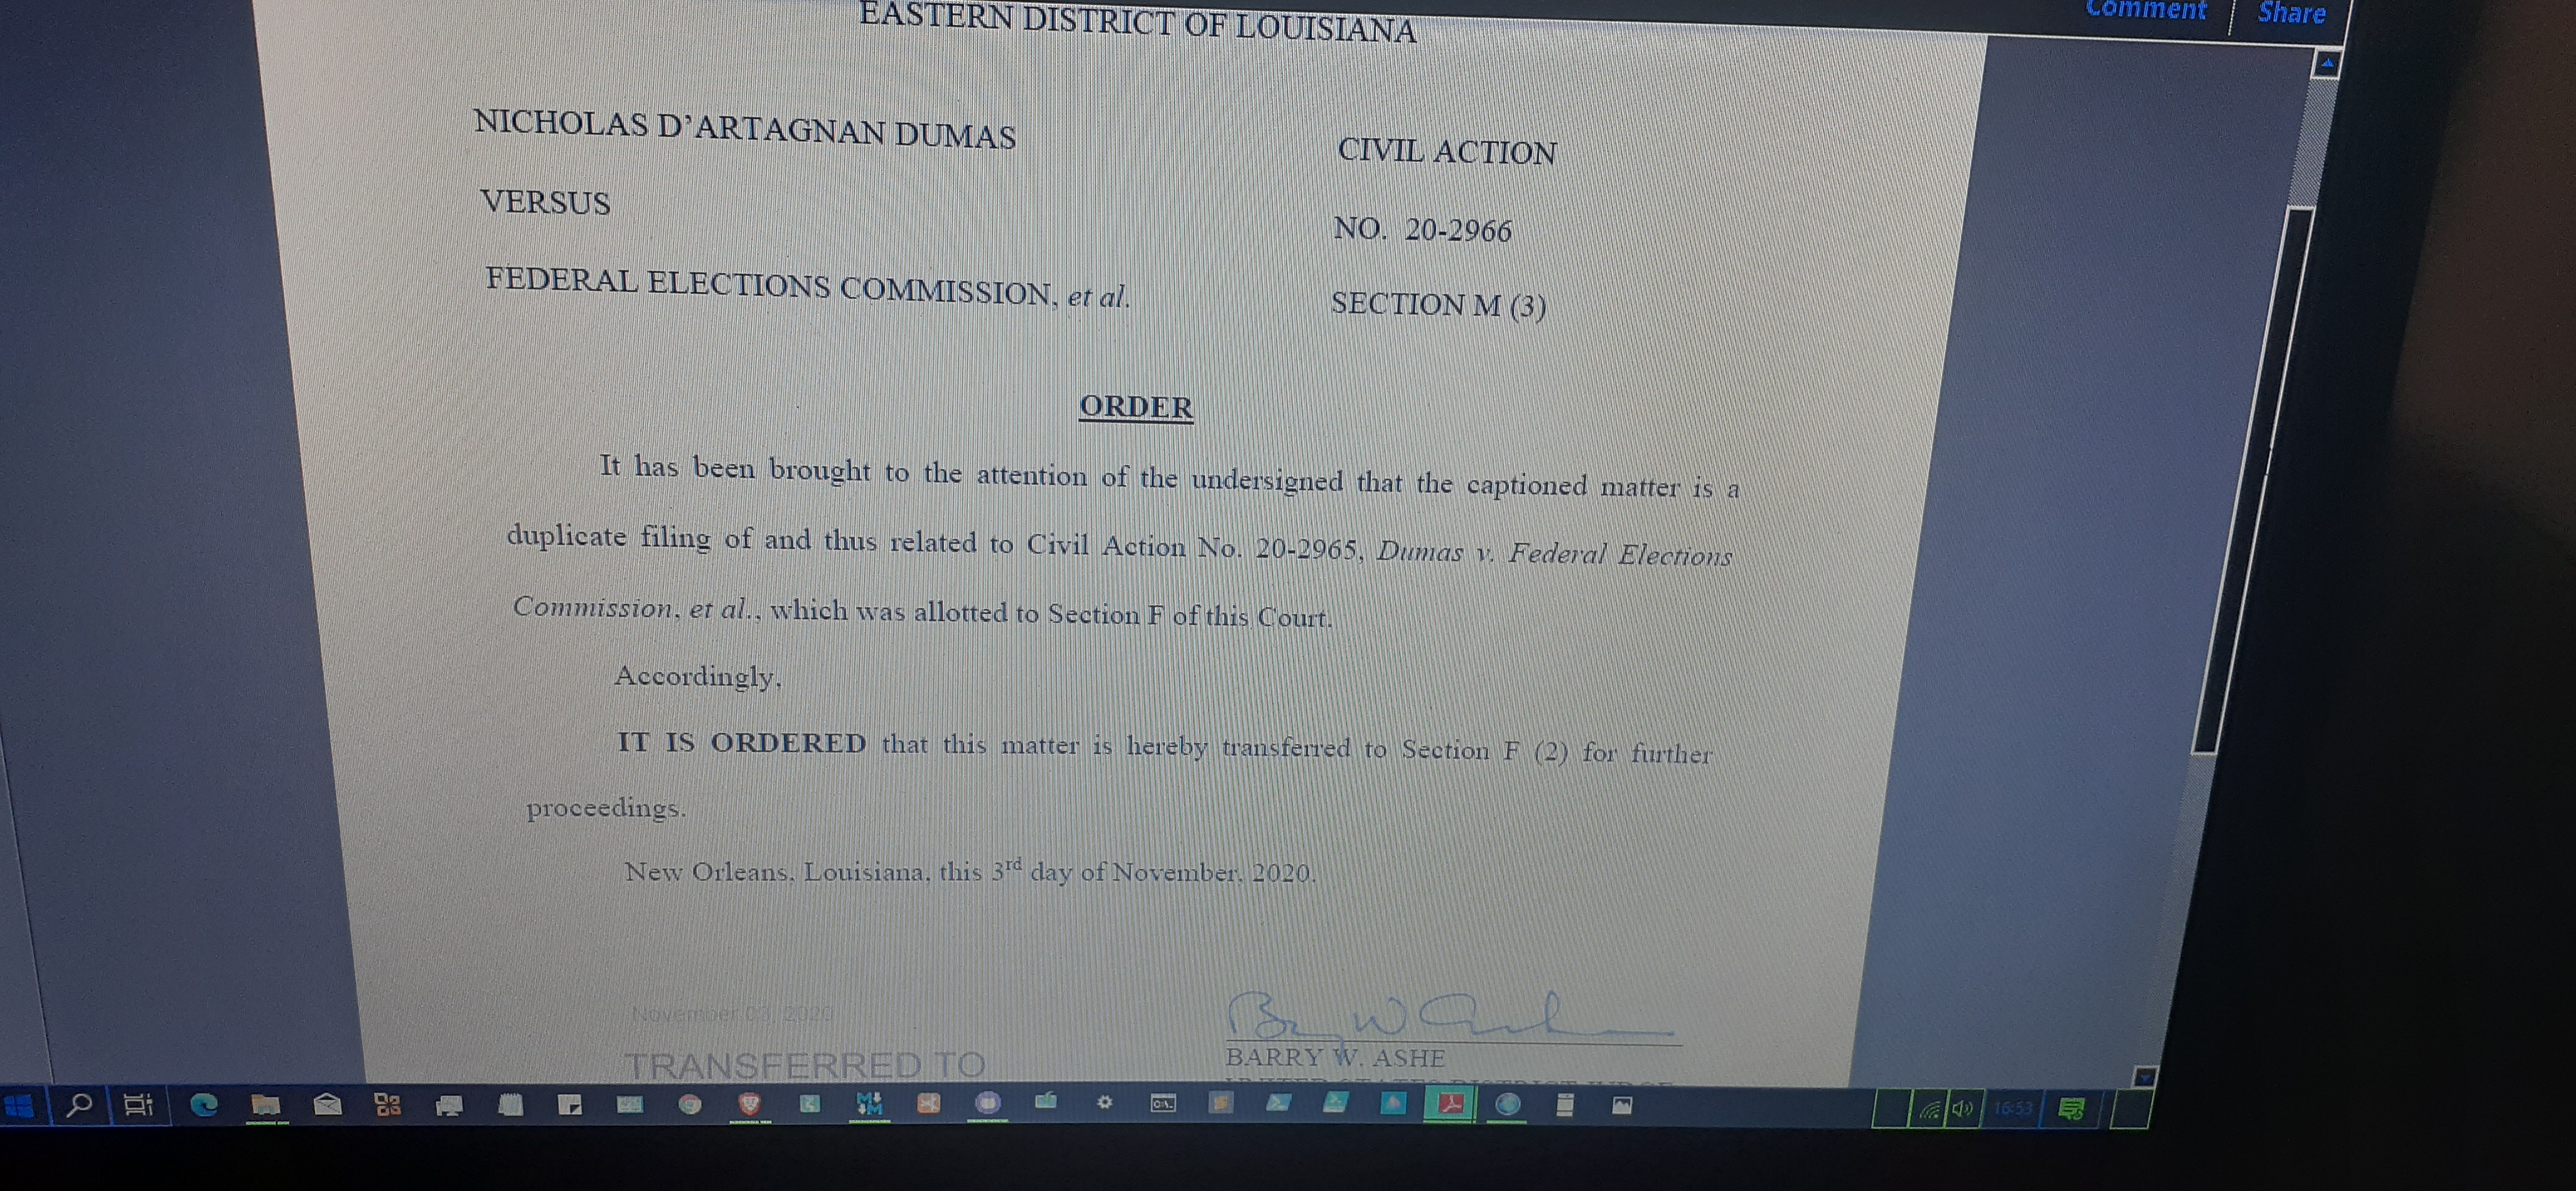 Comment
Share
EASTERN DISTRICT OF LOUISIANA
NICHOLAS D'ARTAGNAN DUMAS
CIVIL ACTION
VERSUS
NO. 20-2966
FEDERAL ELECTIONS COMMISSION, et al.
SECTION M (3)
ORDER
It has been brought to the attention of the undersigned that the captioned matter is a
duplicate filing of and thus related to Civil Action No. 20-2965, Dumas v. Federal Elections
Commission, et al., which was allotted to Section F of this Court.
Accordingly,
IT IS ORDERED that this matter is hereby transferred to Section F (2) for further
proceedings.
New Orleans, Louisiana, this 3rd day of November, 2020.
November 03, 2020
TRANSFERRED TO
BARRY W. ASHE
16:53